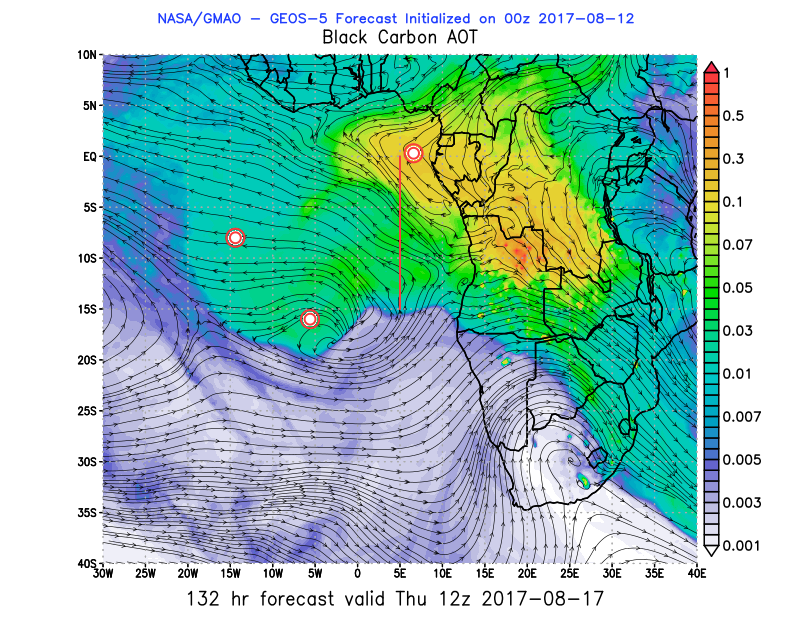 NASA/GMAO - GEOS-5 Forecast Initialized on 00z 2017-08-12
Black Carbon AOT
10N
5N
EQ
5S
10S
15S
20S
25S
30S
35S
40S
30W 25W 20W 15W 10W 5W 0 5E 10E 15E 20E 25E 30E 35E 40E
1
0.5
0.3
0.1
0.07
0.05
0.03
0.01
0.007
0.005
0.003
0.001
132 hr forecast valid Thu 12z 2017-08-17